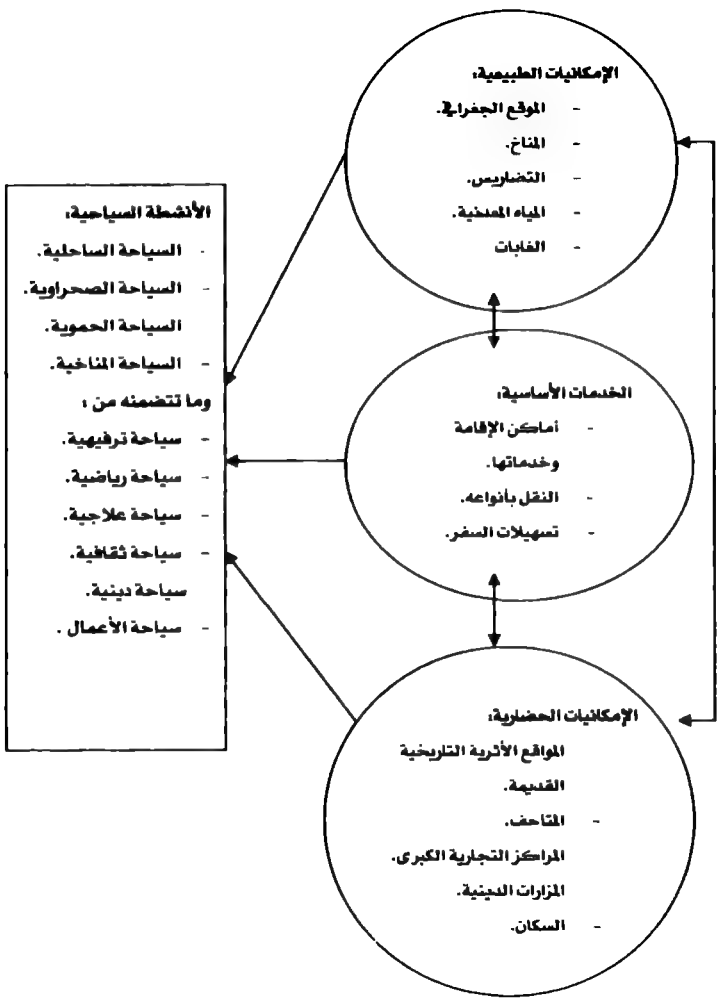 الإمكانيات الطبيعية:
- الموقع الجغرافي.
- المناخ.
- التضاريس.
- المياه المعدنية.
- الغابات
الأنشطة السياحية:
- السياحة الساحلية.
- السياحة الصحراوية.
السياحة الحموية.
- السياحة المناخية.
وما تتضمنه من :
- سياحة ترفيهية.
- سياحة رياضية.
- سياحة علاجية.
- سياحة ثقافية.
سياحة دينية.
- سياحة الأعمال .
الخدمات الأساسية:
- أماكن الإقامة
وخدماتها.
- النقل بأنواعه.
- تسهيلات السفر.
الإمكانيات الحضارية:
المواقع الأثرية التاريخية
القديمة.
- المتاحف.
المراكز التجارية الكبرى.
المزارات الدينية.
- السكان.